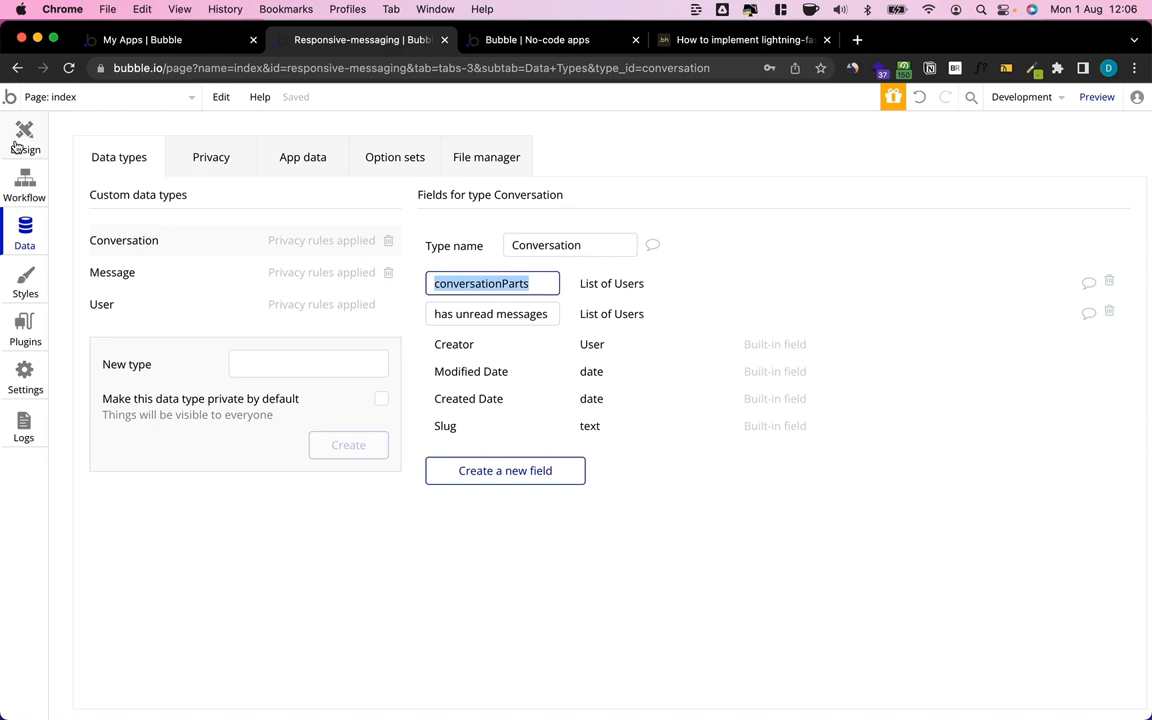 Chrome File Edit View History Bookmarks Profiles Tab Window Help Mon 1 Aug 12:06
My Apps | Bubble Responsive-messaging | Bubbl Bubble | No-code apps .bh How to implement lightning-fa
bubble.io/page?name=index&id=responsive-messaging&tab=tabs-3&subtab=Data+Types&type_id=conversation 37 150 BR f? D
b Page: index Edit Help Saved Development Preview
Design
Workflow
Data
Styles
Plugins
Settings
Logs
Data types Privacy App data Option sets File manager
Custom data types
Conversation Privacy rules applied
Message Privacy rules applied
User Privacy rules applied
New type
Make this data type private by default
Things will be visible to everyone
Create
Fields for type Conversation
Type name Conversation
conversationParts List of Users
has unread messages List of Users
Creator User Built-in field
Modified Date date Built-in field
Created Date date Built-in field
Slug text Built-in field
Create a new field